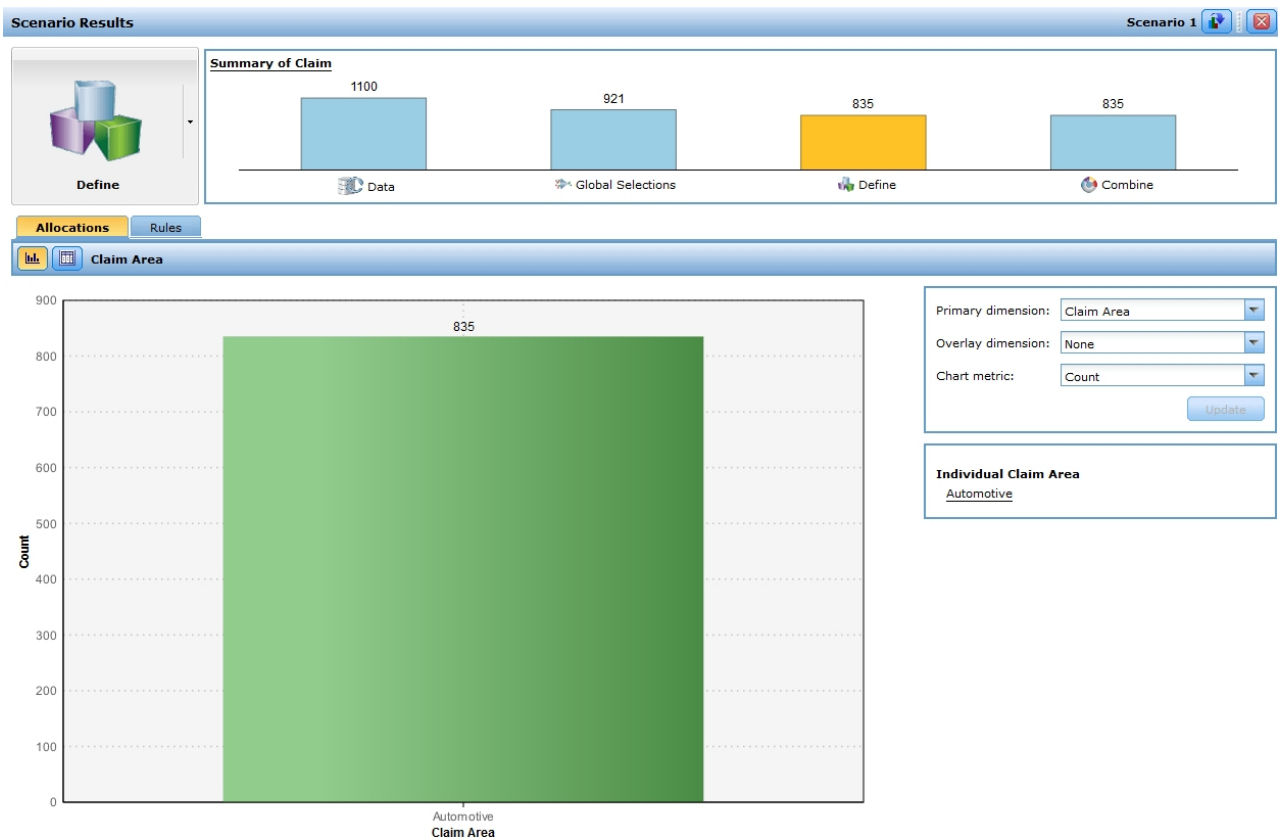 Scenario Results
Scenario 1
Define
Summary of Claim
1100
921
835
835
Data
Global Selections
Define
Combine
Allocations
Rules
Claim Area
900
800
700
600
500
400
300
200
100
0
Count
835
Automotive
Claim Area
Primary dimension: Claim Area
Overlay dimension: None
Chart metric: Count
Update
Individual Claim Area
Automotive